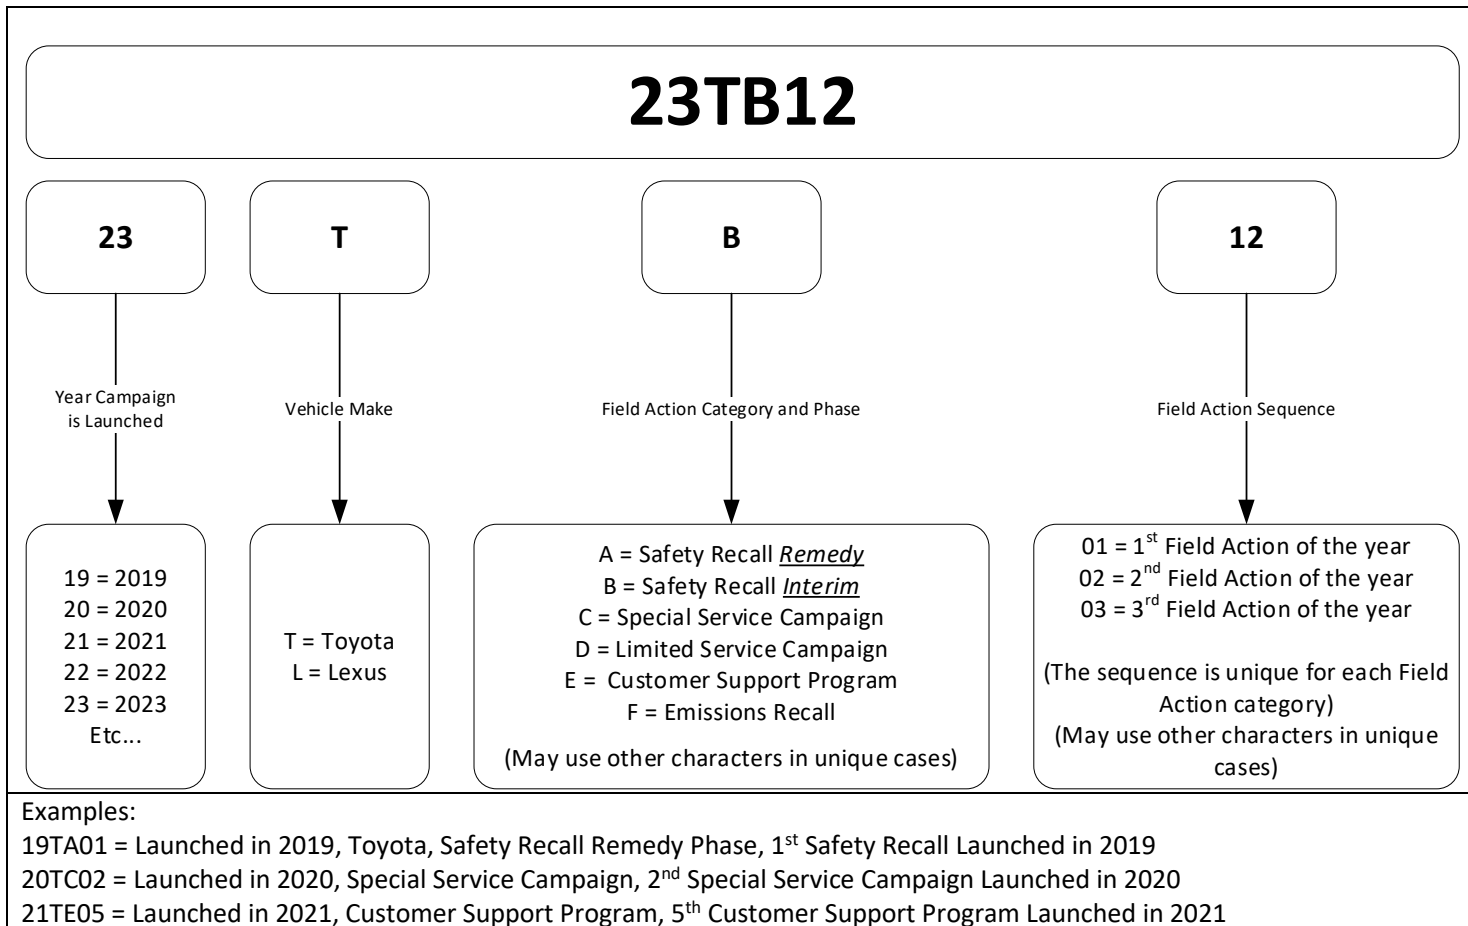 23TB12
23
T
B
12
Year Campaign
is Launched
Vehicle Make
Field Action Category and Phase
Field Action Sequence
19 = 2019
20 = 2020
21 = 2021
22 = 2022
23 = 2023
Etc...
T = Toyota
L = Lexus
A = Safety Recall Remedy
B = Safety Recall Interim
C = Special Service Campaign
D = Limited Service Campaign
E =  Customer Support Program
F = Emissions Recall
(May use other characters in unique cases)
01 = 1st Field Action of the year
02 = 2nd Field Action of the year
03 = 3rd Field Action of the year
(The sequence is unique for each Field
Action category)
(May use other characters in unique
cases)
Examples:
19TA01 = Launched in 2019, Toyota, Safety Recall Remedy Phase, 1st Safety Recall Launched in 2019
20TC02 = Launched in 2020, Special Service Campaign, 2nd Special Service Campaign Launched in 2020
21TE05 = Launched in 2021, Customer Support Program, 5th Customer Support Program Launched in 2021